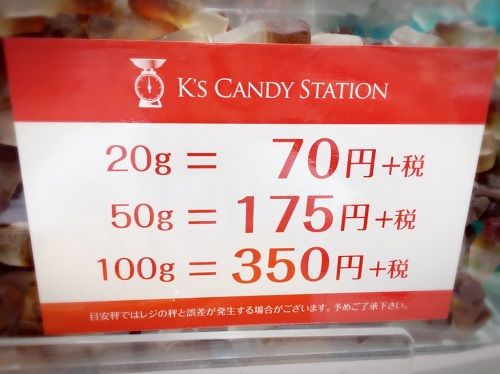 K's CANDY STATION
20g = 70円+税
50g = 175円+税
100g = 350円+税
目安秤ではレジの秤と誤差が発生する場合がございます。予めご了承下さい。